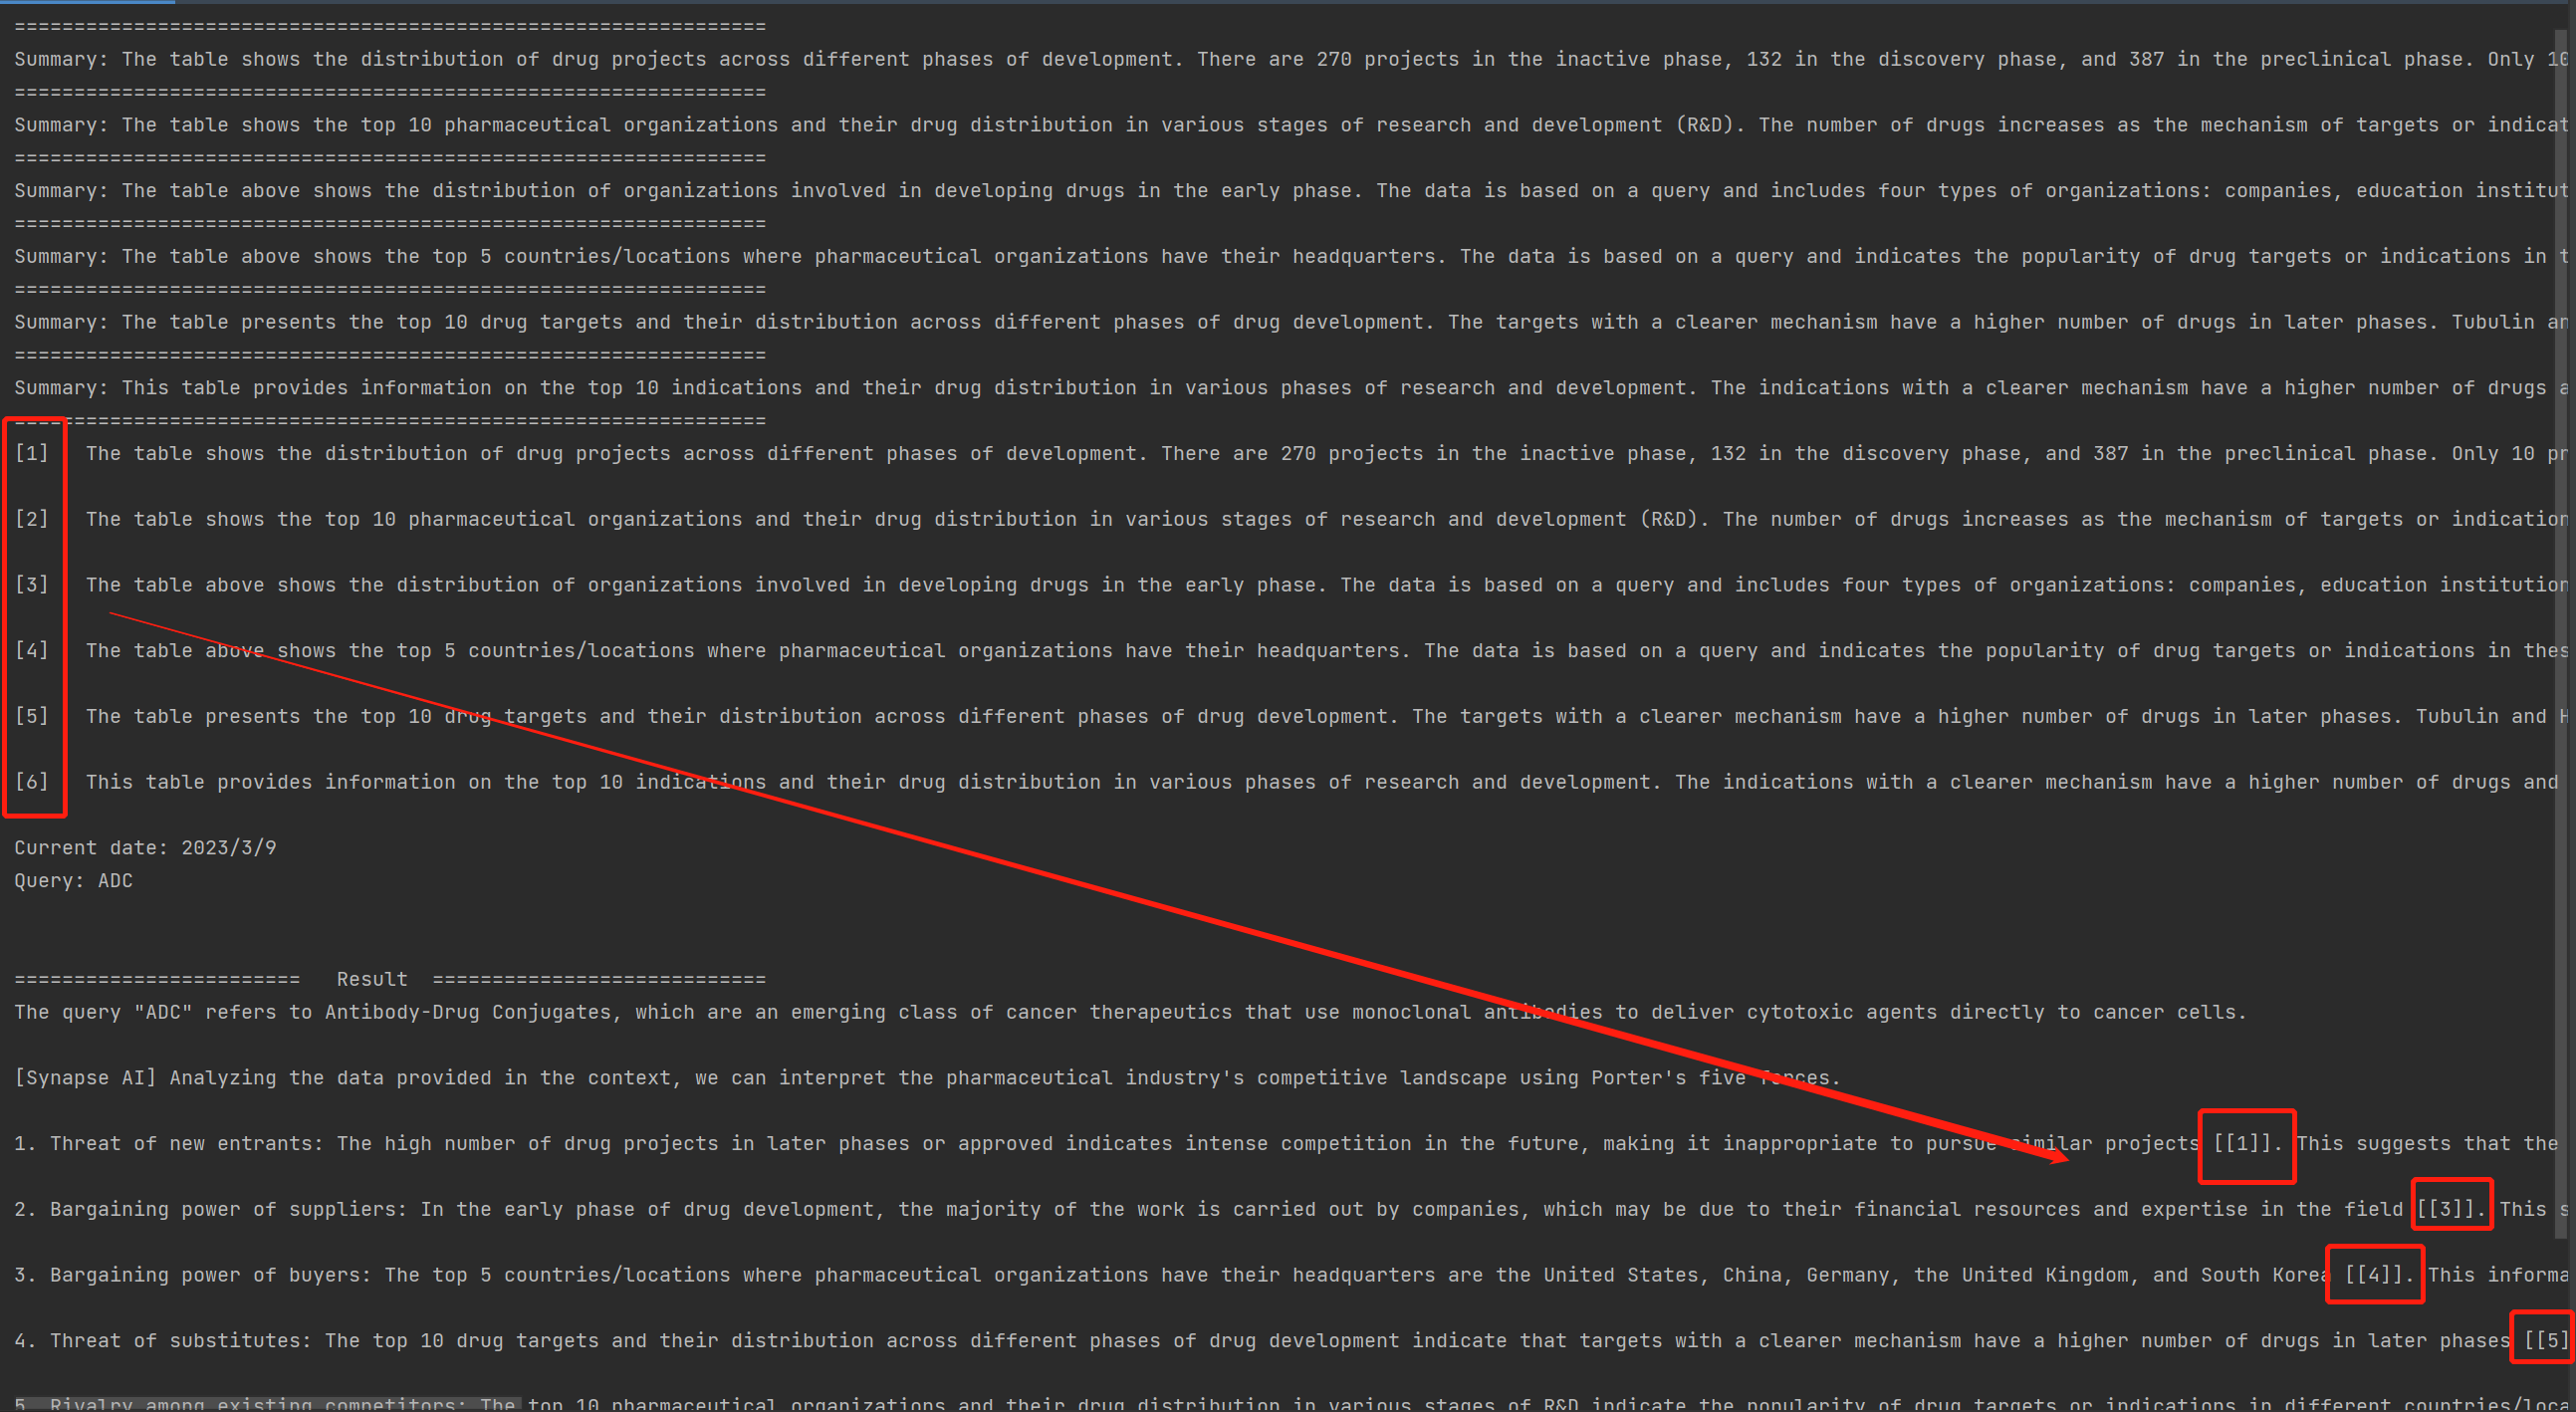 ===============================================================
Summary: The table shows the distribution of drug projects across different phases of development. There are 270 projects in the inactive phase, 132 in the discovery phase, and 387 in the preclinical phase. Only 10
===============================================================
Summary: The table shows the top 10 pharmaceutical organizations and their drug distribution in various stages of research and development (R&D). The number of drugs increases as the mechanism of targets or indicat
===============================================================
Summary: The table above shows the distribution of organizations involved in developing drugs in the early phase. The data is based on a query and includes four types of organizations: companies, education institut
===============================================================
Summary: The table above shows the top 5 countries/locations where pharmaceutical organizations have their headquarters. The data is based on a query and indicates the popularity of drug targets or indications in t
===============================================================
Summary: The table presents the top 10 drug targets and their distribution across different phases of drug development. The targets with a clearer mechanism have a higher number of drugs in later phases. Tubulin an
===============================================================
Summary: This table provides information on the top 10 indications and their drug distribution in various phases of research and development. The indications with a clearer mechanism have a higher number of drugs a
===============================================================
[1] The table shows the distribution of drug projects across different phases of development. There are 270 projects in the inactive phase, 132 in the discovery phase, and 387 in the preclinical phase. Only 10 pr
[2] The table shows the top 10 pharmaceutical organizations and their drug distribution in various stages of research and development (R&D). The number of drugs increases as the mechanism of targets or indication
[3] The table above shows the distribution of organizations involved in developing drugs in the early phase. The data is based on a query and includes four types of organizations: companies, education institution
[4] The table above shows the top 5 countries/locations where pharmaceutical organizations have their headquarters. The data is based on a query and indicates the popularity of drug targets or indications in thes
[5] The table presents the top 10 drug targets and their distribution across different phases of drug development. The targets with a clearer mechanism have a higher number of drugs in later phases. Tubulin and H
[6] This table provides information on the top 10 indications and their drug distribution in various phases of research and development. The indications with a clearer mechanism have a higher number of drugs and
Current date: 2023/3/9
Query: ADC
======================== Result ============================
The query "ADC" refers to Antibody-Drug Conjugates, which are an emerging class of cancer therapeutics that use monoclonal antibodies to deliver cytotoxic agents directly to cancer cells.
[Synapse AI] Analyzing the data provided in the context, we can interpret the pharmaceutical industry's competitive landscape using Porter's five forces.
1. Threat of new entrants: The high number of drug projects in later phases or approved indicates intense competition in the future, making it inappropriate to pursue similar projects [[1]]. This suggests that the
2. Bargaining power of suppliers: In the early phase of drug development, the majority of the work is carried out by companies, which may be due to their financial resources and expertise in the field [[3]]. This s
3. Bargaining power of buyers: The top 5 countries/locations where pharmaceutical organizations have their headquarters are the United States, China, Germany, the United Kingdom, and South Korea [[4]]. This informa
4. Threat of substitutes: The top 10 drug targets and their distribution across different phases of drug development indicate that targets with a clearer mechanism have a higher number of drugs in later phases [[5]
5. Rivalry among existing competitors: The top 10 pharmaceutical organizations and their drug distribution in various stages of R&D indicate the popularity of drug targets or indications in different countries/loca